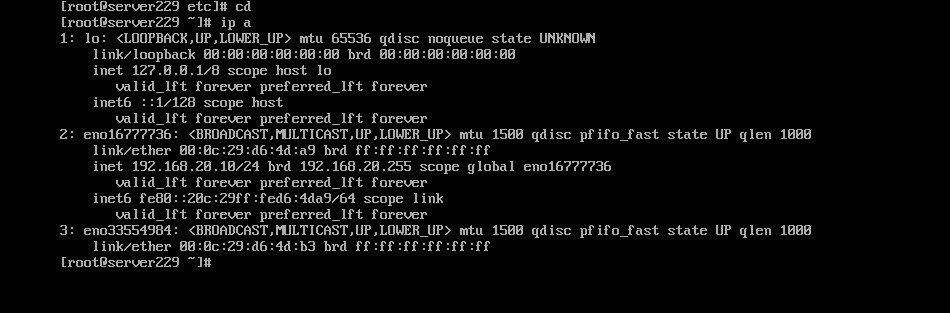 [root@server229 etc]# cd
[root@server229 ~]# ip a
1: lo: <LOOPBACK,UP,LOWER_UP> mtu 65536 qdisc noqueue state UNKNOWN
link/loopback 00:00:00:00:00:00 brd 00:00:00:00:00:00
inet 127.0.0.1/8 scope host lo
valid_lft forever preferred_lft forever
inet6 ::1/128 scope host
valid_lft forever preferred_lft forever
2: eno16777736: <BROADCAST,MULTICAST,UP,LOWER_UP> mtu 1500 qdisc pfifo_fast state UP qlen 1000
link/ether 00:0c:29:d6:4d:a9 brd ff:ff:ff:ff:ff:ff
inet 192.168.20.10/24 brd 192.168.20.255 scope global eno16777736
valid_lft forever preferred_lft forever
inet6 fe80::20c:29ff:fed6:4da9/64 scope link
valid_lft forever preferred_lft forever
3: eno33554984: <BROADCAST,MULTICAST,UP,LOWER_UP> mtu 1500 qdisc pfifo_fast state UP qlen 1000
link/ether 00:0c:29:d6:4d:b3 brd ff:ff:ff:ff:ff:ff
[root@server229 ~]#